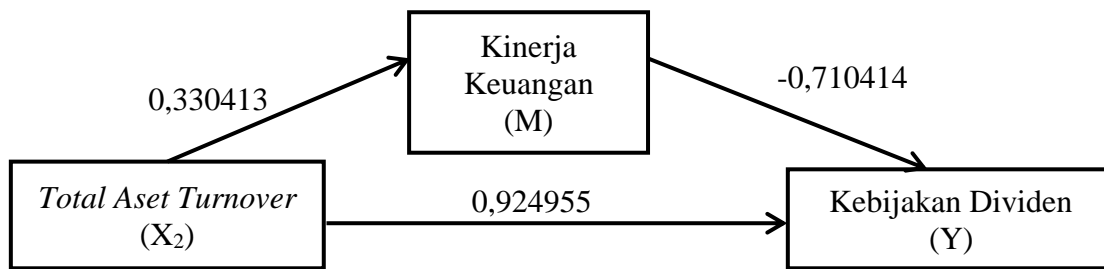 Kinerja
Keuangan
(M)
0,330413
-0,710414
Total Aset Turnover
(X₂)
0,924955
Kebijakan Dividen
(Y)